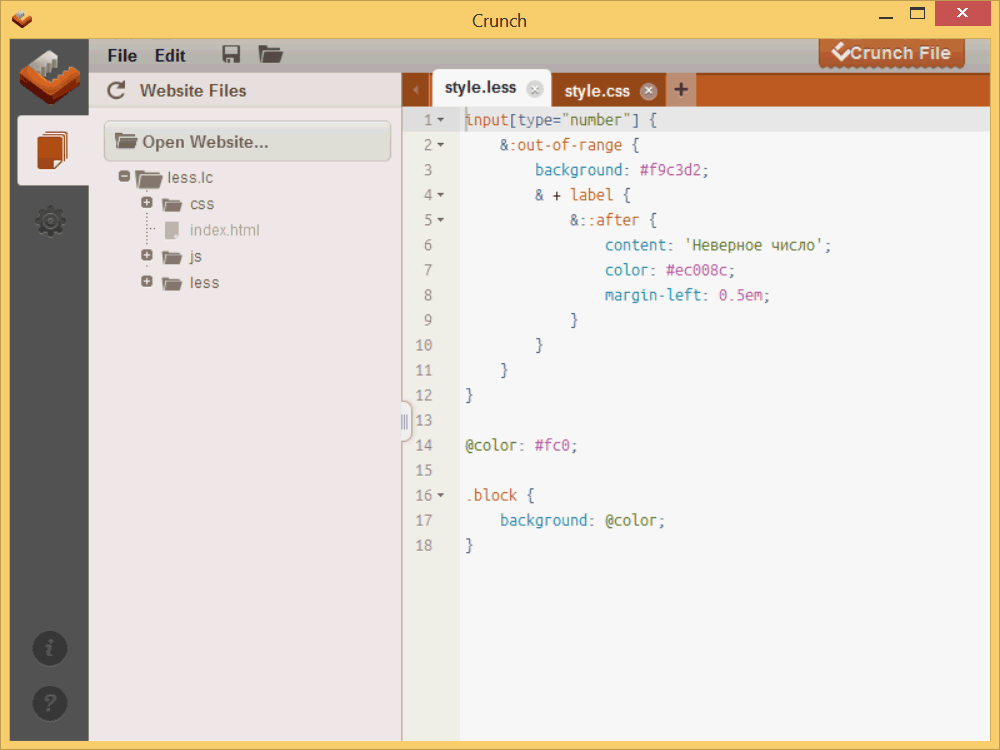 Crunch
File Edit
Crunch File
Website Files
style.less
style.css
+
Open Website...
less.lc
css
index.html
js
less
1 input[type="number"] {
2 &:out-of-range {
3 background: #f9c3d2;
4 & + label {
5 &::after {
6 content: 'Неверное число';
7 color: #ec008c;
8 margin-left: 0.5em;
9 }
10 }
11 }
12 }
13
14 @color: #fc0;
15
16 .block {
17 background: @color;
18 }
i
?